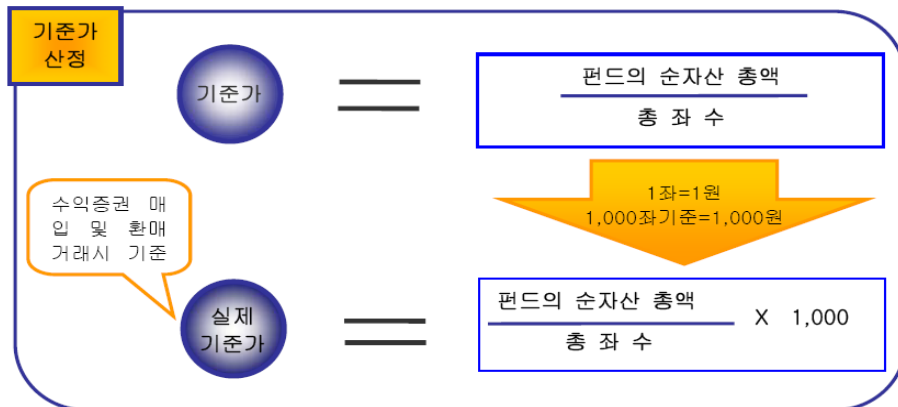 기준가
산정
기준가
펀드의 순자산 총액
총 좌 수
1좌=1원
1,000좌기준=1,000원
수익증권 매
입 및 환매
거래시 기준
실제
기준가
펀드의 순자산 총액
총 좌 수
X 1,000